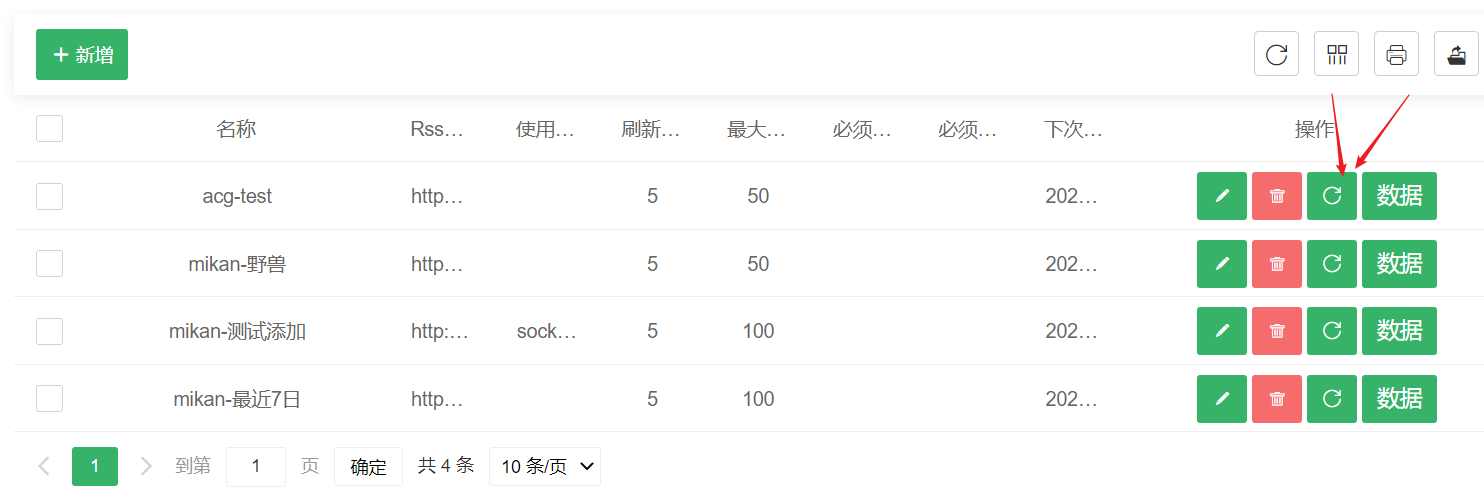 新增
名称 Rss… 使用… 刷新… 最大… 必须… 必须… 下次… 操作
acg-test http… 5 50 202… 数据
mikan-野兽 http… 5 50 202… 数据
mikan-测试添加 http:… sock… 5 100 202… 数据
mikan-最近7日 http… 5 100 202… 数据
1 到第 1 页 确定 共 4 条 10 条/页